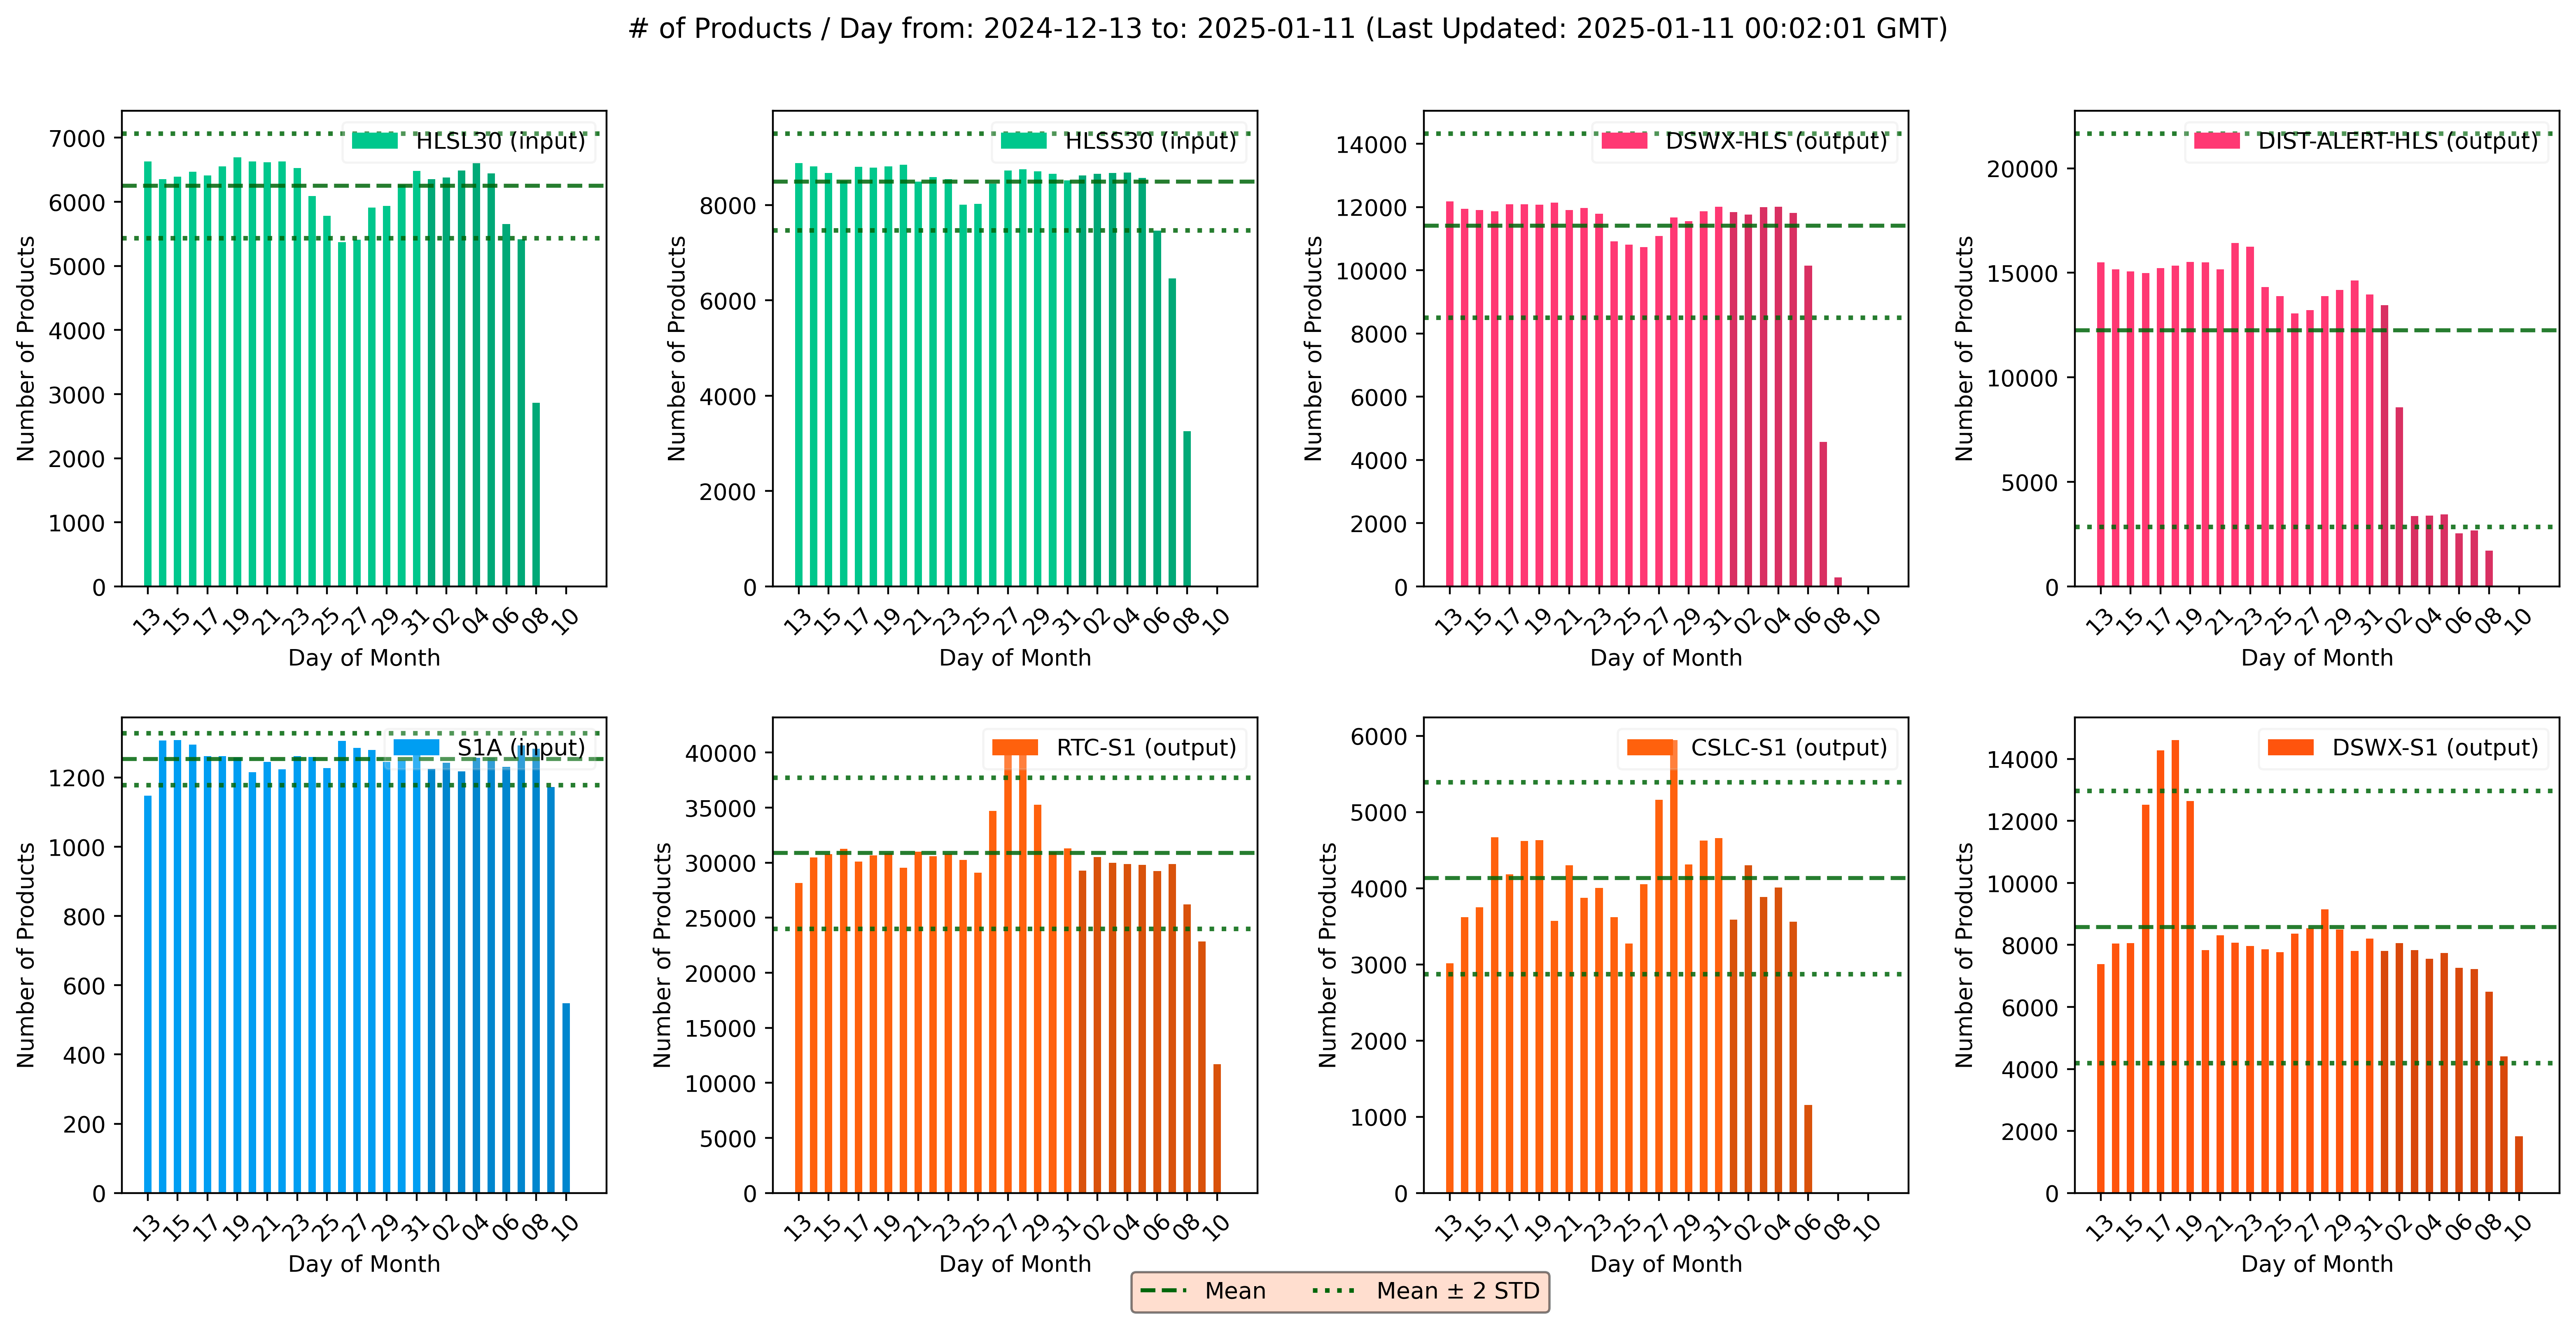 # of Products / Day from: 2024-12-13 to: 2025-01-11 (Last Updated: 2025-01-11 00:02:01 GMT)
HLSL30 (input)
Number of Products
7000
6000
5000
4000
3000
2000
1000
0
13 15 17 19 21 23 25 27 29 31 02 04 06 08 10
Day of Month
HLSS30 (input)
Number of Products
8000
6000
4000
2000
0
13 15 17 19 21 23 25 27 29 31 02 04 06 08 10
Day of Month
DSWX-HLS (output)
Number of Products
14000
12000
10000
8000
6000
4000
2000
0
13 15 17 19 21 23 25 27 29 31 02 04 06 08 10
Day of Month
DIST-ALERT-HLS (output)
Number of Products
20000
15000
10000
5000
0
13 15 17 19 21 23 25 27 29 31 02 04 06 08 10
Day of Month
S1A (input)
Number of Products
1200
1000
800
600
400
200
0
13 15 17 19 21 23 25 27 29 31 02 04 06 08 10
Day of Month
RTC-S1 (output)
Number of Products
40000
35000
30000
25000
20000
15000
10000
5000
0
13 15 17 19 21 23 25 27 29 31 02 04 06 08 10
Day of Month
CSLC-S1 (output)
Number of Products
6000
5000
4000
3000
2000
1000
0
13 15 17 19 21 23 25 27 29 31 02 04 06 08 10
Day of Month
DSWX-S1 (output)
Number of Products
14000
12000
10000
8000
6000
4000
2000
0
13 15 17 19 21 23 25 27 29 31 02 04 06 08 10
Day of Month
Mean
Mean ± 2 STD